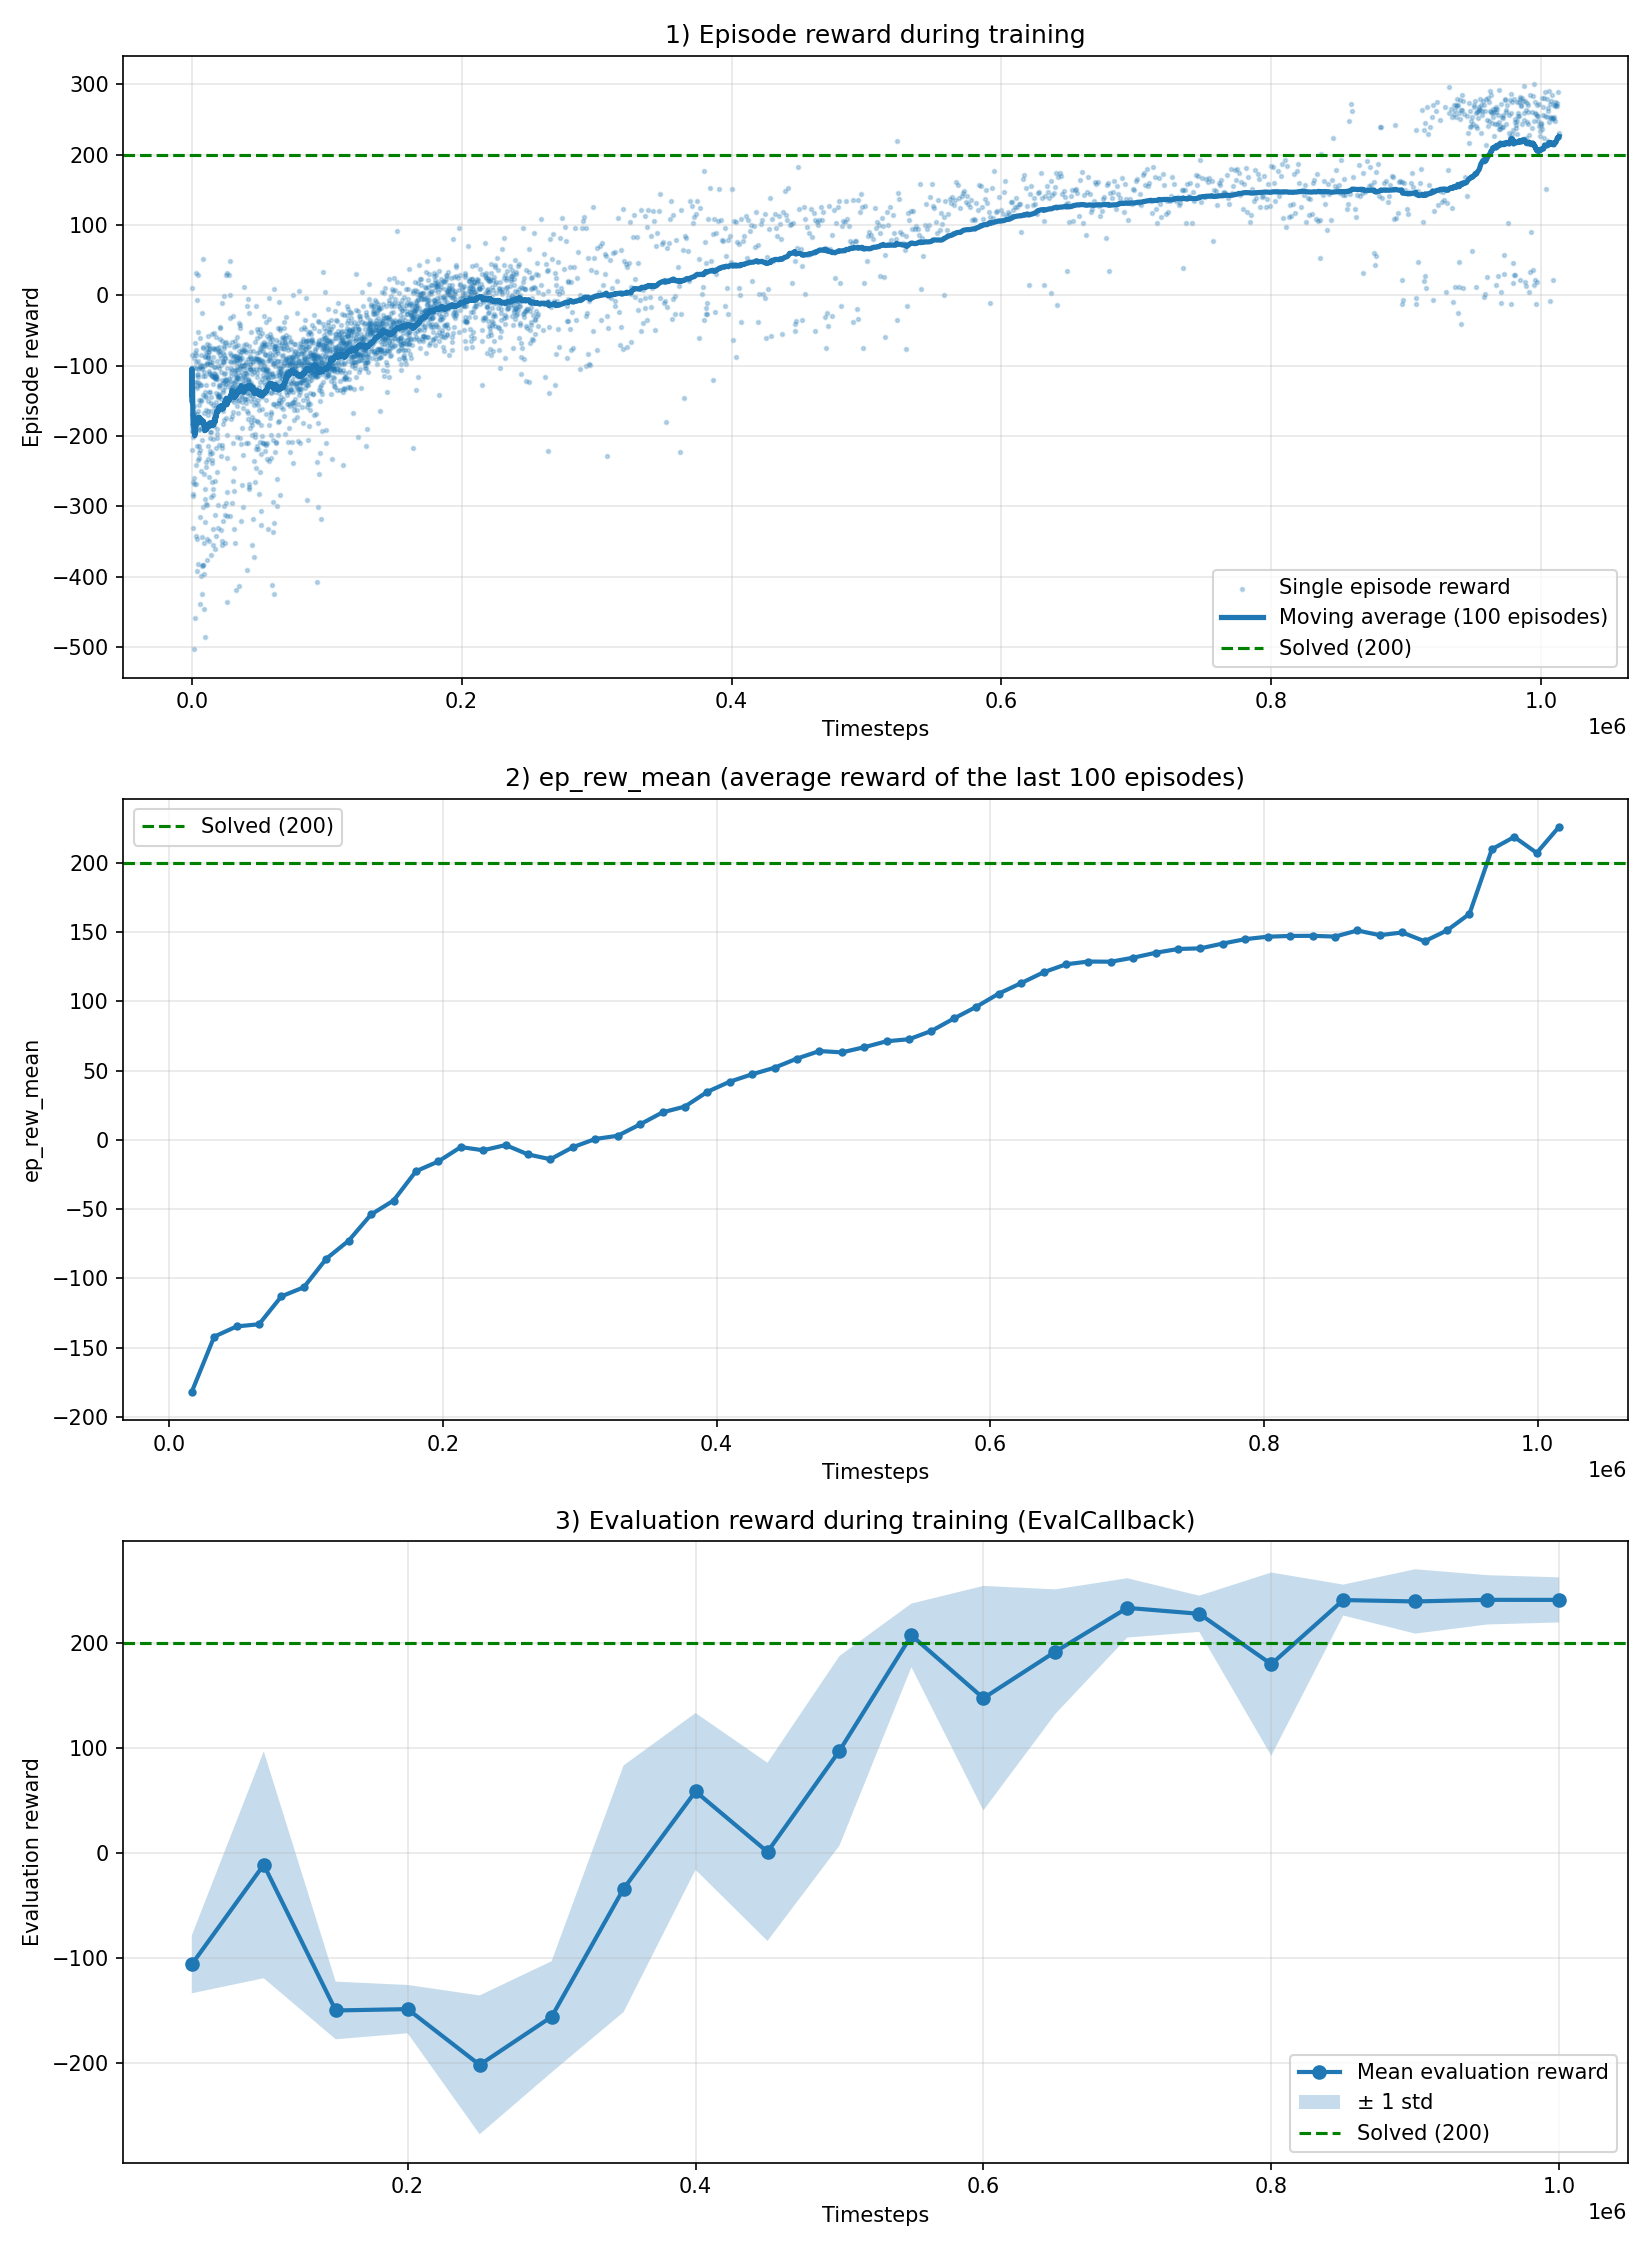 1) Episode reward during training
Episode reward
300
200
100
0
−100
−200
−300
−400
−500
Single episode reward
Moving average (100 episodes)
Solved (200)
0.0 0.2 0.4 0.6 0.8 1.0
Timesteps
1e6
2) ep_rew_mean (average reward of the last 100 episodes)
ep_rew_mean
Solved (200)
200
150
100
50
0
−50
−100
−150
−200
0.0 0.2 0.4 0.6 0.8 1.0
Timesteps
1e6
3) Evaluation reward during training (EvalCallback)
Evaluation reward
200
100
0
−100
−200
Mean evaluation reward
± 1 std
Solved (200)
0.2 0.4 0.6 0.8 1.0
Timesteps
1e6